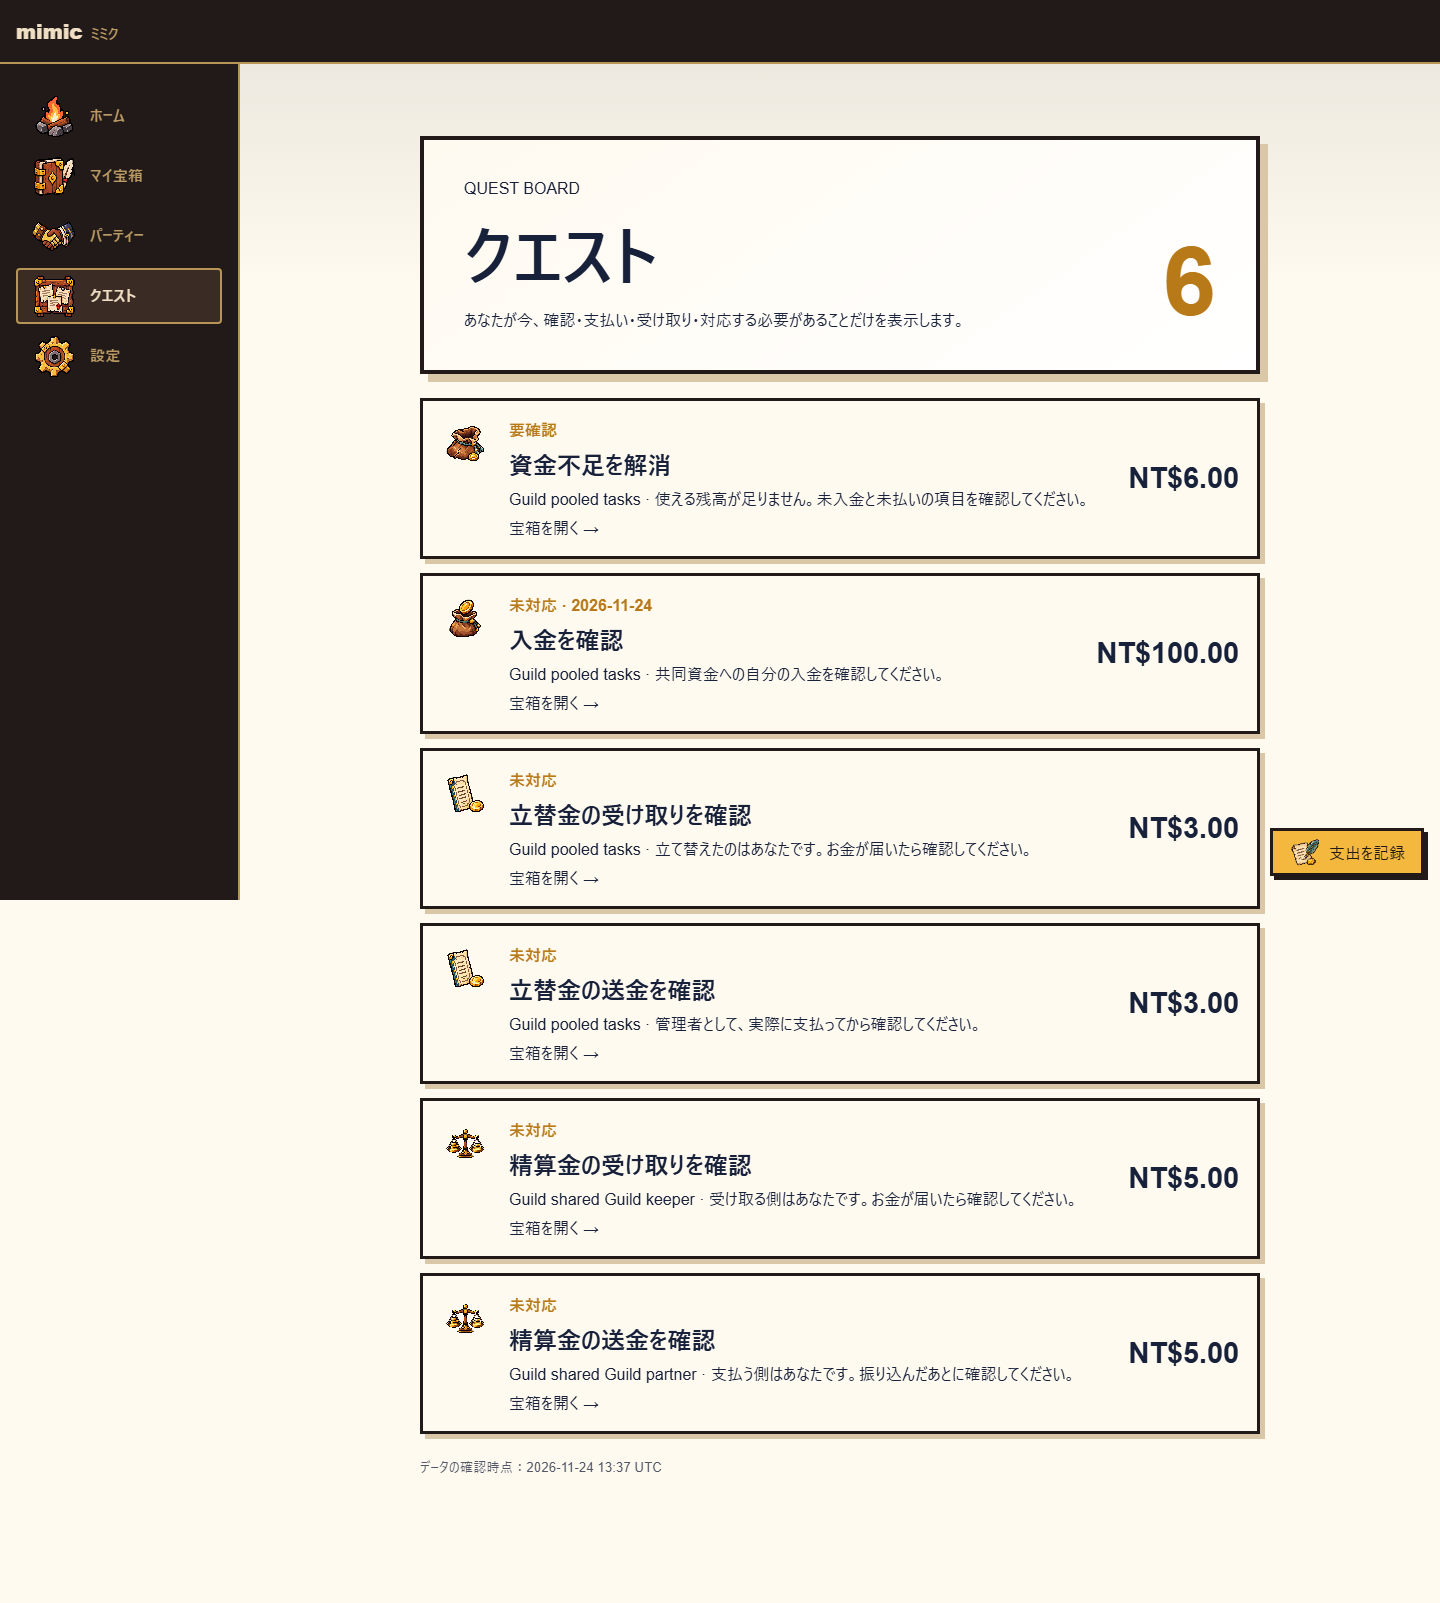 mimic ミミク
ホーム
マイ宝箱
パーティー
クエスト
設定
QUEST BOARD
クエスト
あなたが今、確認・支払い・受け取り・対応する必要があることだけを表示します。
6
要確認
資金不足を解消
Guild pooled tasks · 使える残高が足りません。未入金と未払いの項目を確認してください。
宝箱を開く →
NT$6.00
未対応 · 2026-11-24
入金を確認
Guild pooled tasks · 共同資金への自分の入金を確認してください。
宝箱を開く →
NT$100.00
未対応
立替金の受け取りを確認
Guild pooled tasks · 立て替えたのはあなたです。お金が届いたら確認してください。
宝箱を開く →
NT$3.00
支出を記録
未対応
立替金の送金を確認
Guild pooled tasks · 管理者として、実際に支払ってから確認してください。
宝箱を開く →
NT$3.00
未対応
精算金の受け取りを確認
Guild shared Guild keeper · 受け取る側はあなたです。お金が届いたら確認してください。
宝箱を開く →
NT$5.00
未対応
精算金の送金を確認
Guild shared Guild partner · 支払う側はあなたです。振り込んだあとに確認してください。
宝箱を開く →
NT$5.00
データの確認時点：2026-11-24 13:37 UTC